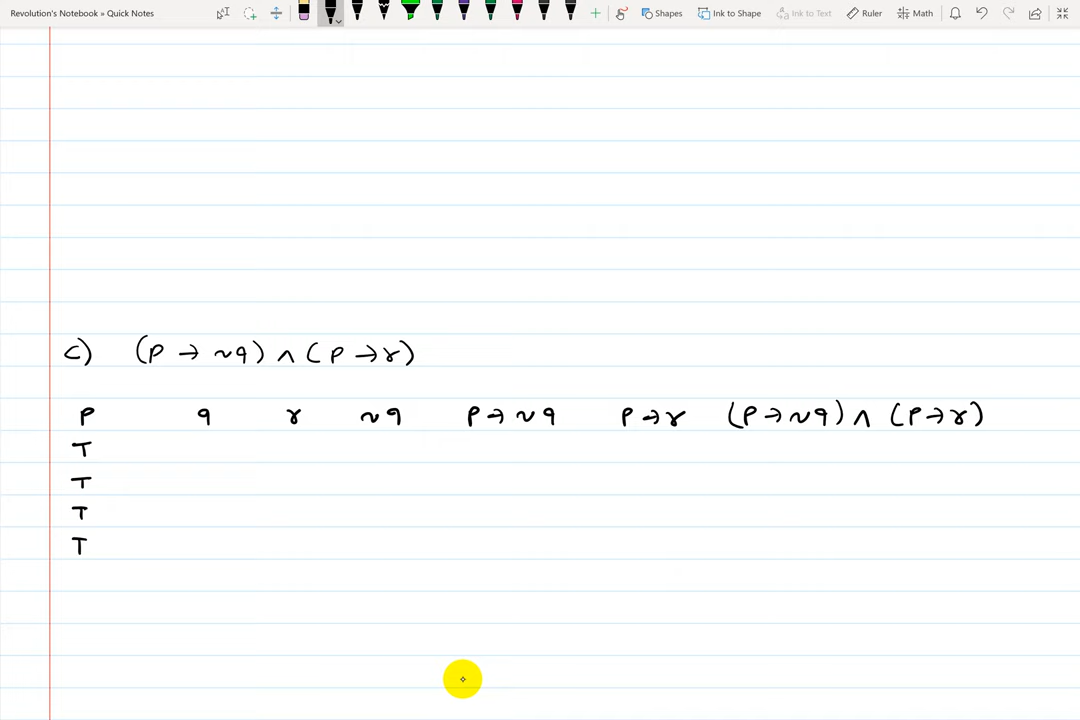 Revolution's Notebook » Quick Notes Shapes Ink to Shape Ink to Text Ruler Math
c) (p → ~q) ∧ (p → r)
p q r ~q p → ~q p → r (p → ~q) ∧ (p → r)
T
T
T
T